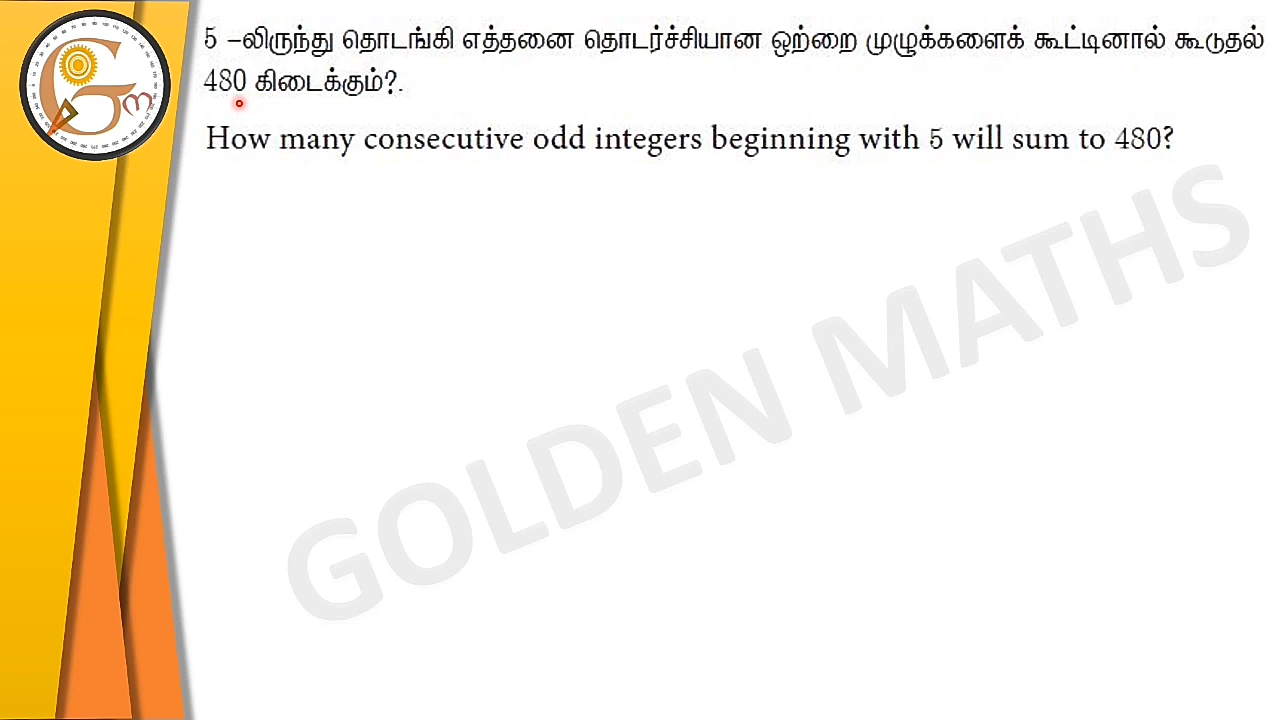 5 –லிருந்து தொடங்கி எத்தனை தொடர்ச்சியான ஒற்றை முழுக்களைக் கூட்டினால் கூடுதல்
480 கிடைக்கும்?.
How many consecutive odd integers beginning with 5 will sum to 480?
GOLDEN MATHS